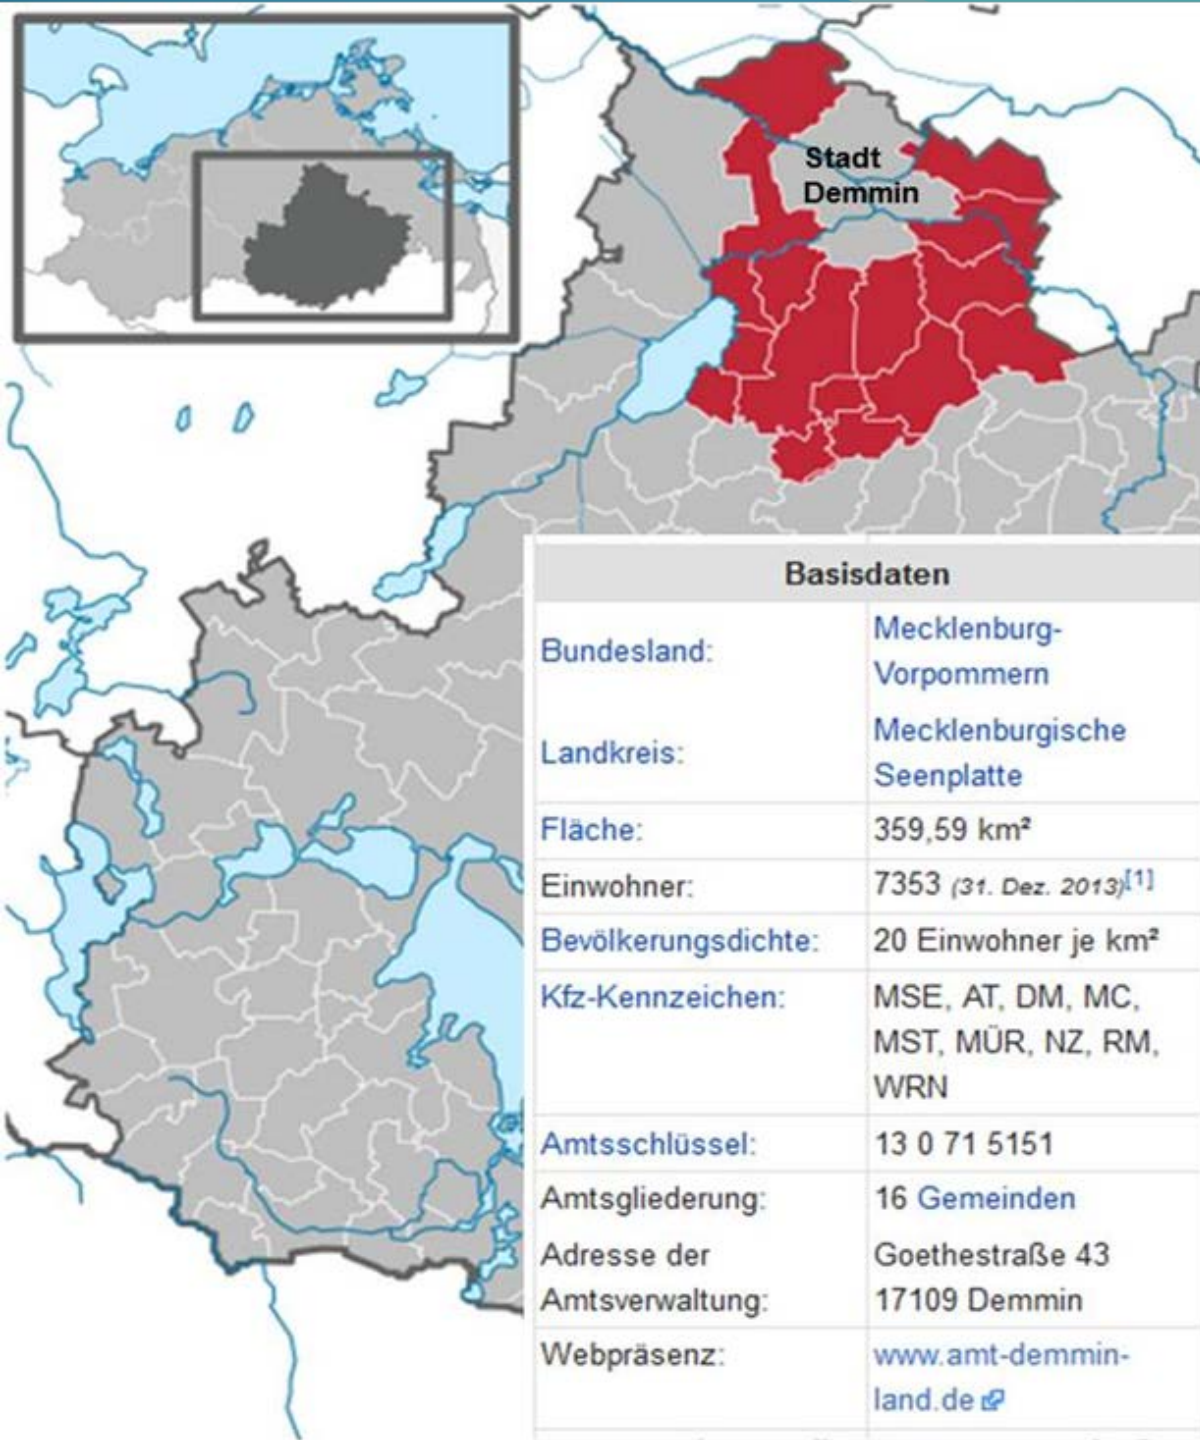 Stadt
Demmin
Basisdaten
Bundesland:
Mecklenburg-
Vorpommern
Landkreis:
Mecklenburgische
Seenplatte
Fläche:
359,59 km²
Einwohner:
7353 (31. Dez. 2013)[1]
Bevölkerungsdichte:
20 Einwohner je km²
Kfz-Kennzeichen:
MSE, AT, DM, MC,
MST, MÜR, NZ, RM,
WRN
Amtsschlüssel:
13 0 71 5151
Amtsgliederung:
16 Gemeinden
Adresse der
Amtsverwaltung:
Goethestraße 43
17109 Demmin
Webpräsenz:
www.amt-demmin-
land.de